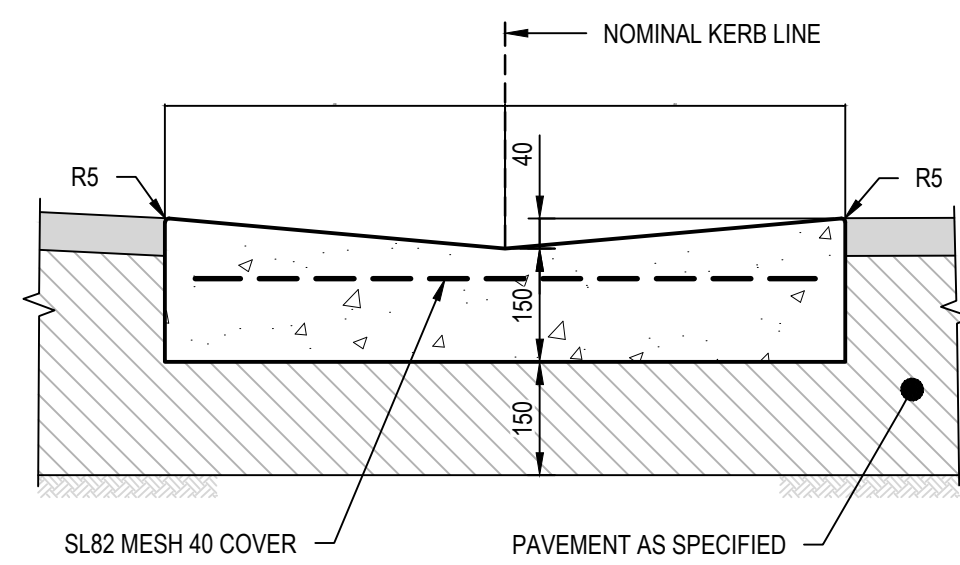 NOMINAL KERB LINE
40
R5
R5
150
150
SL82 MESH 40 COVER
PAVEMENT AS SPECIFIED